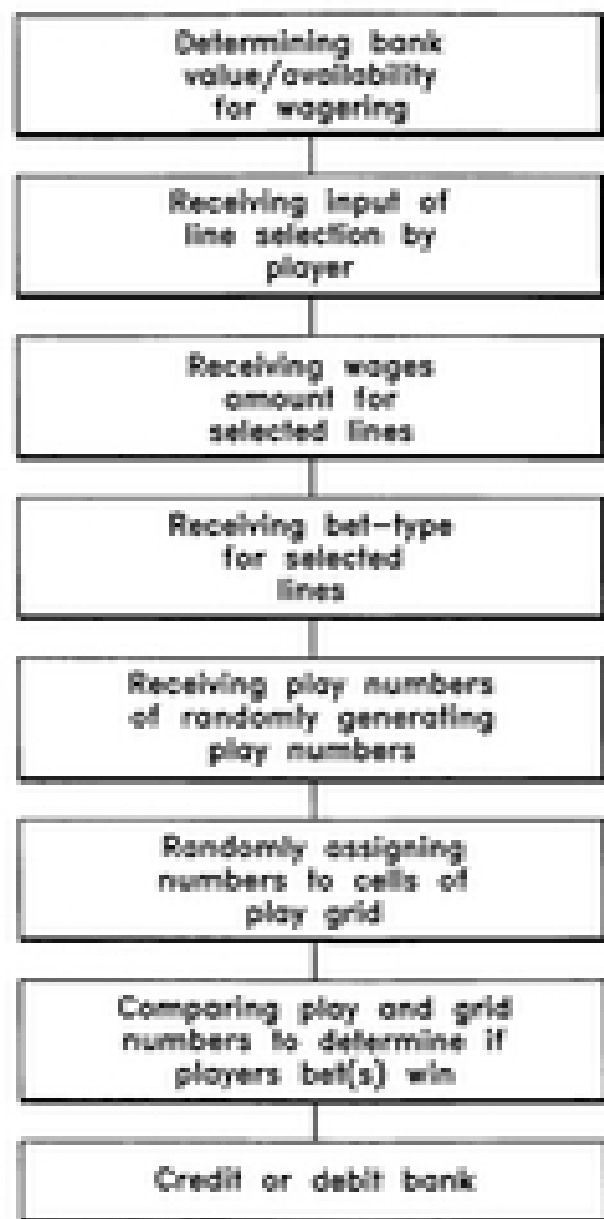 Determining bank
value/availability
for wagering
Receiving input of
line selection by
player
Receiving wages
amount for
selected lines
Receiving bet-type
for selected
lines
Receiving play numbers
of randomly generating
play numbers
Randomly assigning
numbers to cells of
play grid
Comparing play and grid
numbers to determine if
players bet(s) win
Credit or debit bank